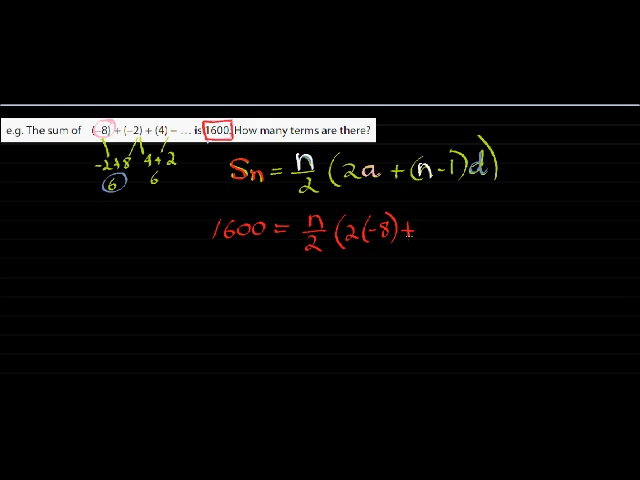 e.g. The sum of (−8) + (−2) + (4) − ... is 1600. How many terms are there?
-2+8 4+2
6 6
Sn = n/2 (2a + (n-1)d)
1600 = n/2 (2(-8) +